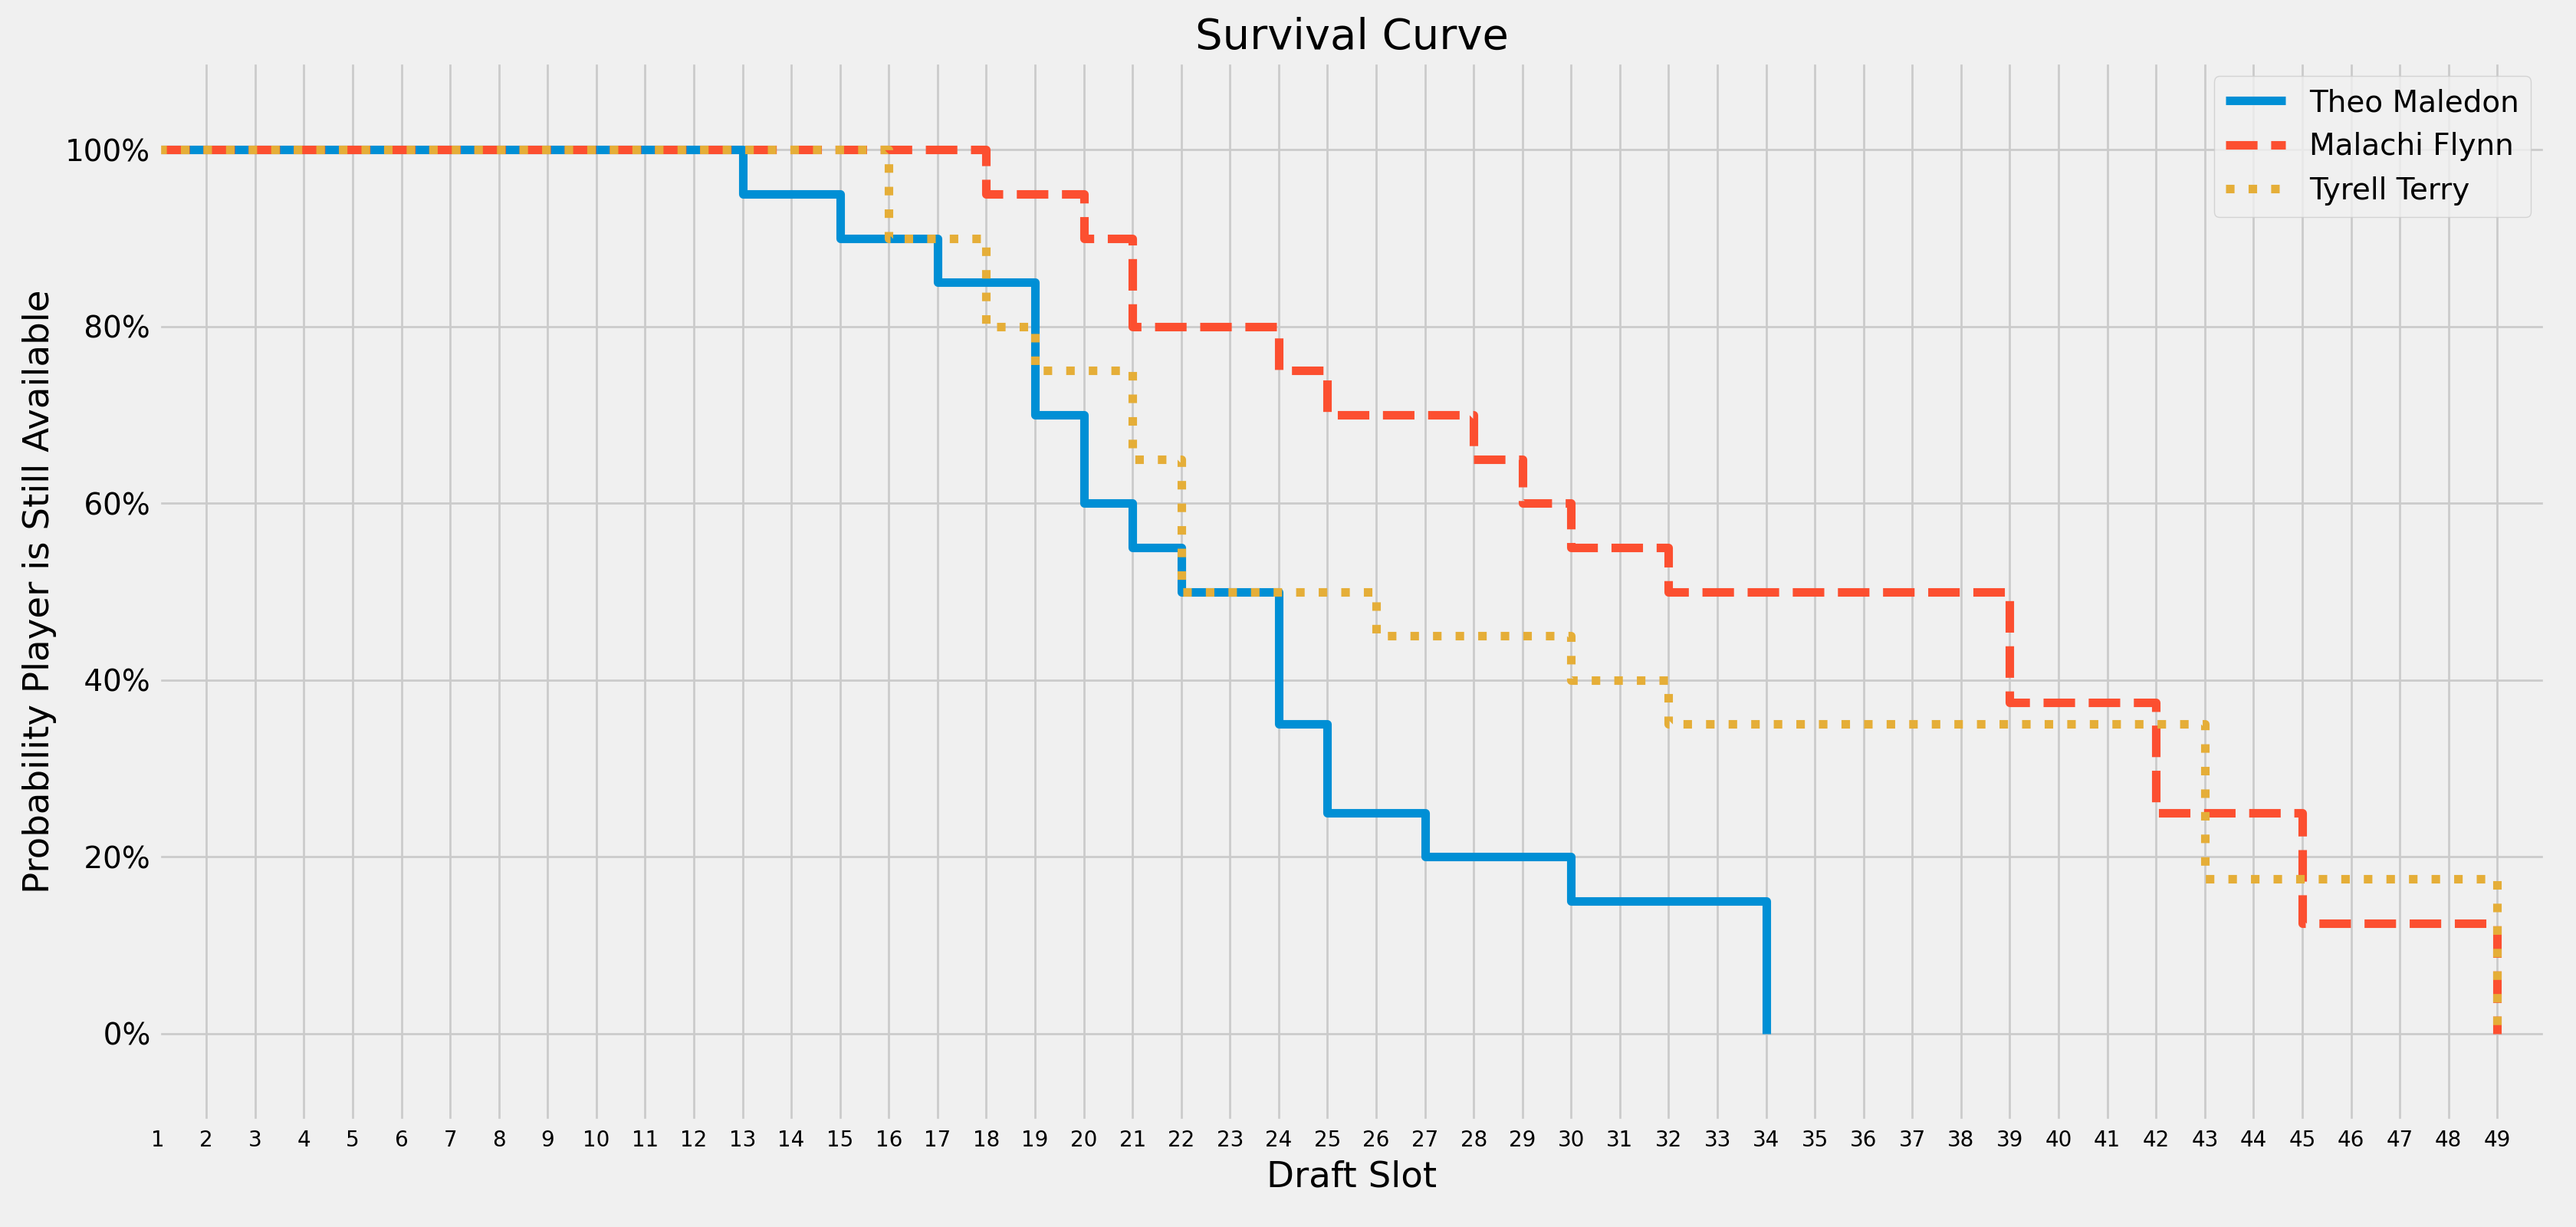 Survival Curve
Theo Maledon
Malachi Flynn
Tyrell Terry
Probability Player is Still Available
100%
80%
60%
40%
20%
0%
1 2 3 4 5 6 7 8 9 10 11 12 13 14 15 16 17 18 19 20 21 22 23 24 25 26 27 28 29 30 31 32 33 34 35 36 37 38 39 40 41 42 43 44 45 46 47 48 49
Draft Slot